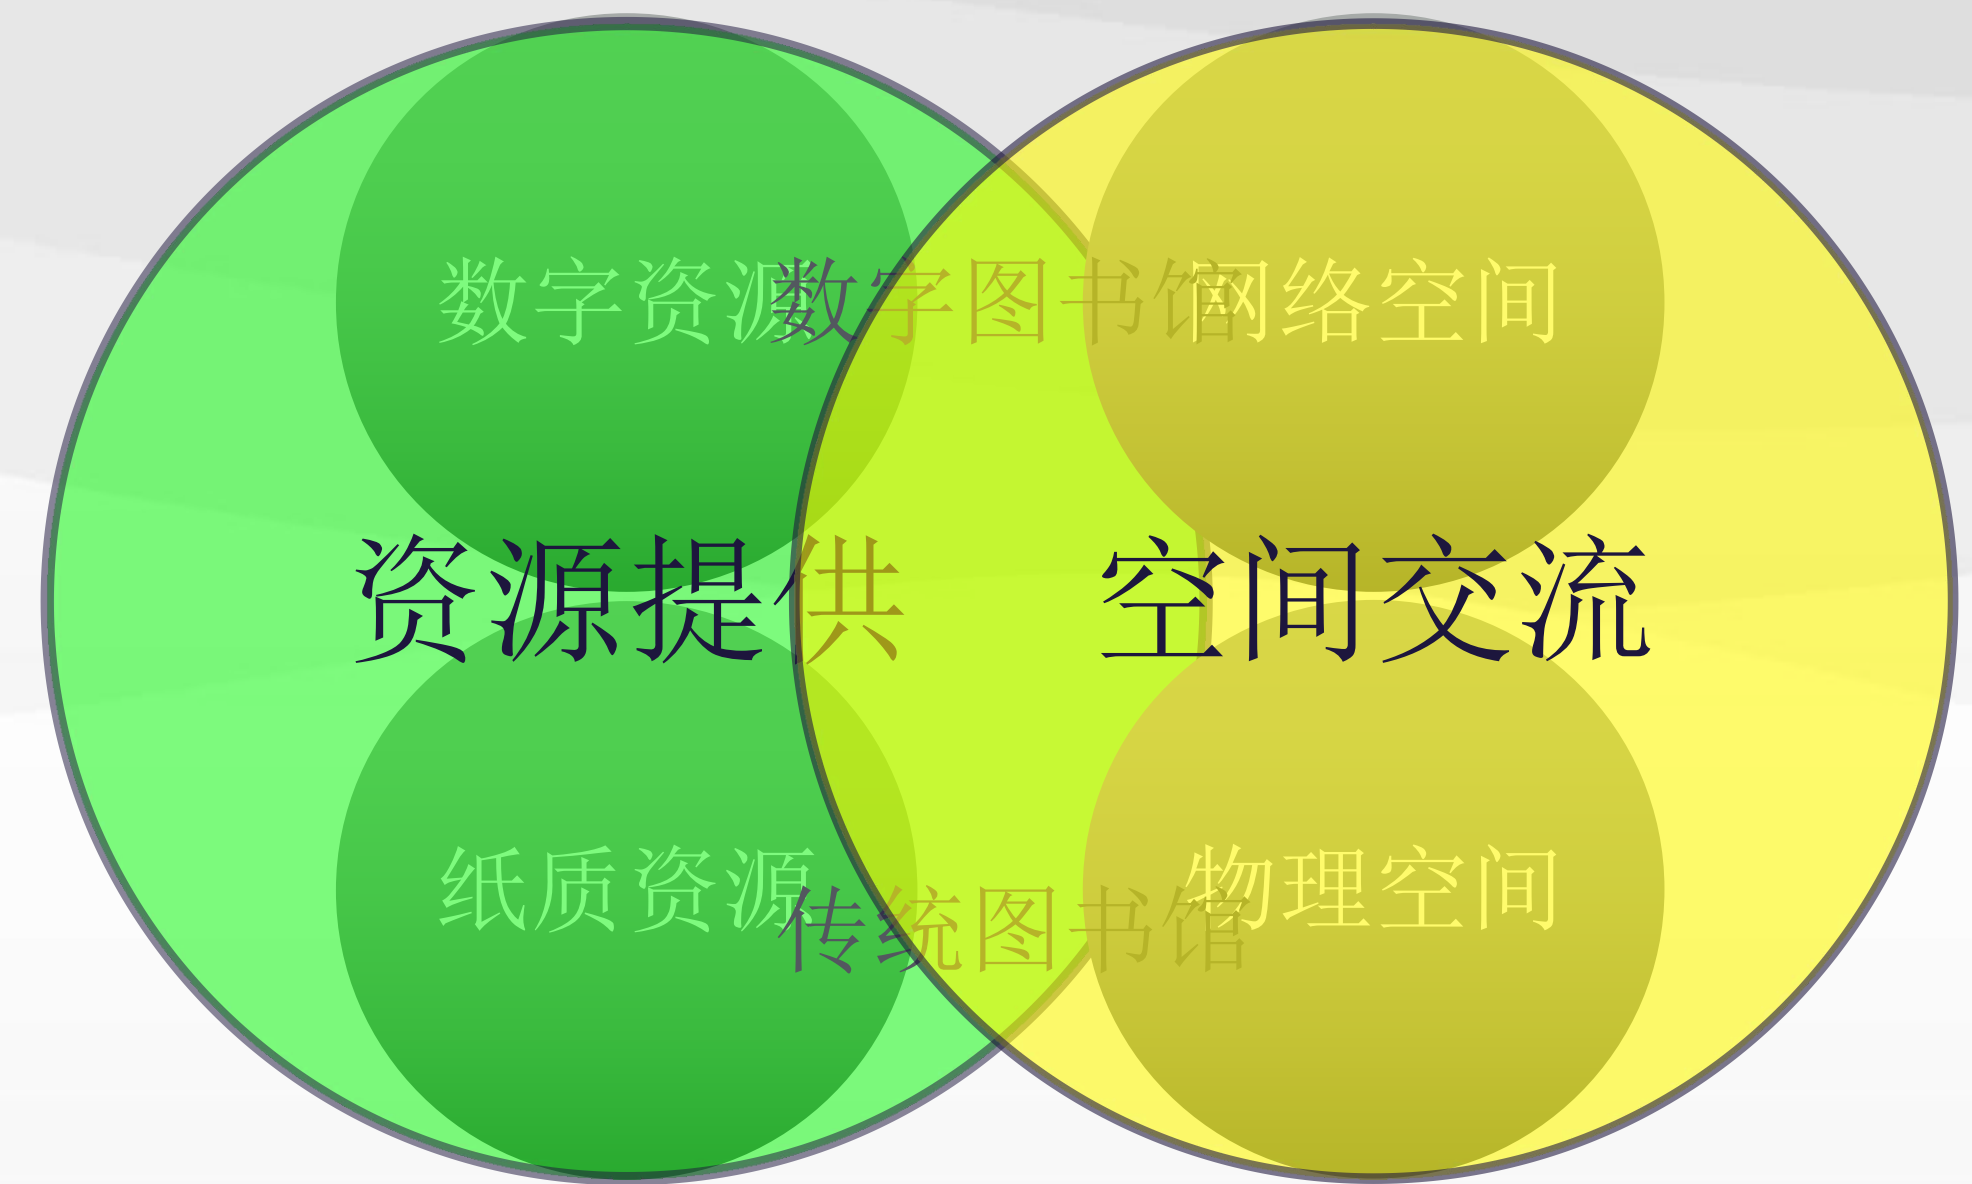 数字资源
数字图书馆
网络空间
资源提供
空间交流
纸质资源
传统图书馆
物理空间